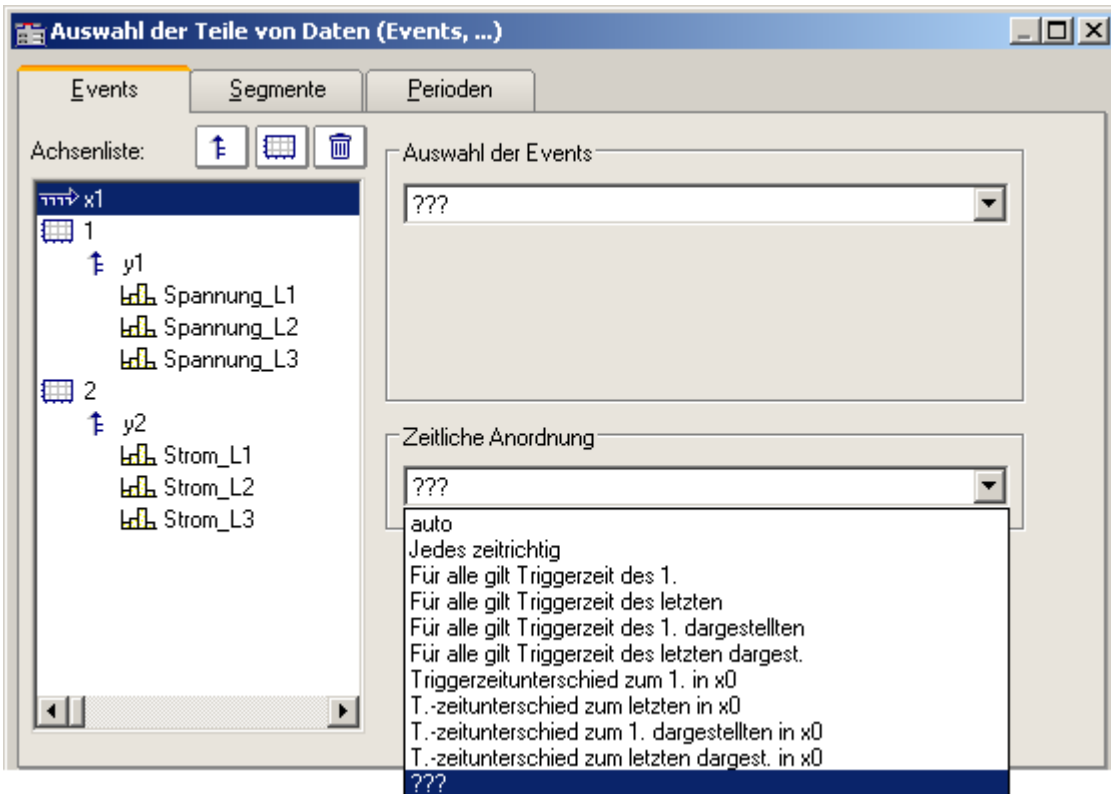 Auswahl der Teile von Daten (Events, ...)
Events
Segmente
Perioden
Achsenliste:
x1
1
y1
Spannung_L1
Spannung_L2
Spannung_L3
2
y2
Strom_L1
Strom_L2
Strom_L3
Auswahl der Events
???
Zeitliche Anordnung
???
auto
Jedes zeitrichtig
Für alle gilt Triggerzeit des 1.
Für alle gilt Triggerzeit des letzten
Für alle gilt Triggerzeit des 1. dargestellten
Für alle gilt Triggerzeit des letzten dargest.
Triggerzeitunterschied zum 1. in x0
T.-zeitunterschied zum letzten in x0
T.-zeitunterschied zum 1. dargestellten in x0
T.-zeitunterschied zum letzten dargest. in x0
???